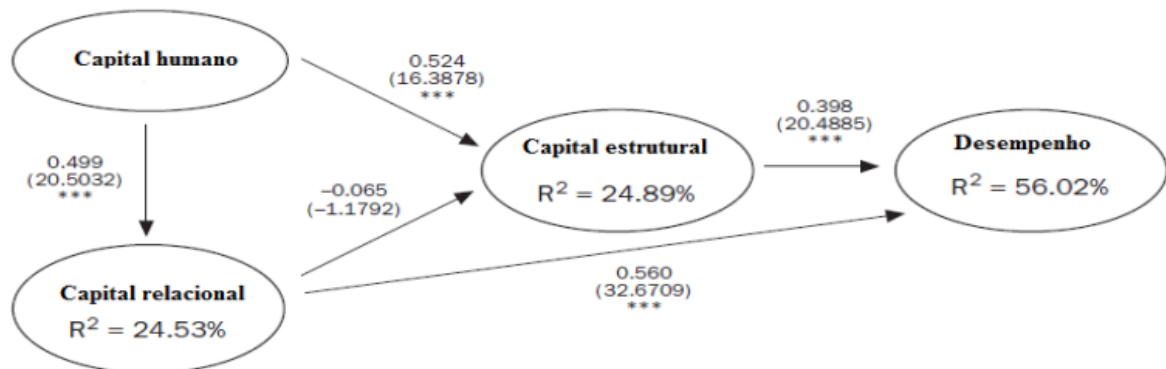 Capital humano
0.524
(16.3878)
***
0.398
(20.4885)
***
Capital estrutural
R² = 24.89%
Desempenho
R² = 56.02%
0.499
(20.5032)
***
−0.065
(−1.1792)
Capital relacional
R² = 24.53%
0.560
(32.6709)
***